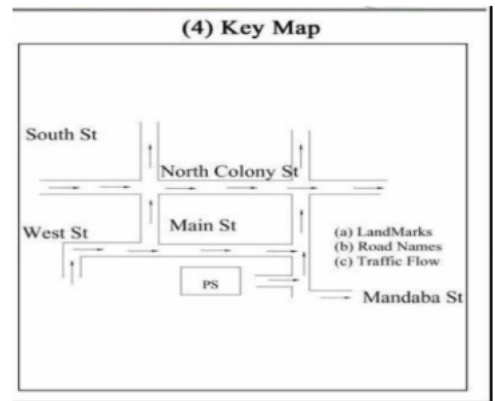 (4) Key Map
South St
North Colony St
West St
Main St
(a) LandMarks
(b) Road Names
(c) Traffic Flow
PS
Mandaba St